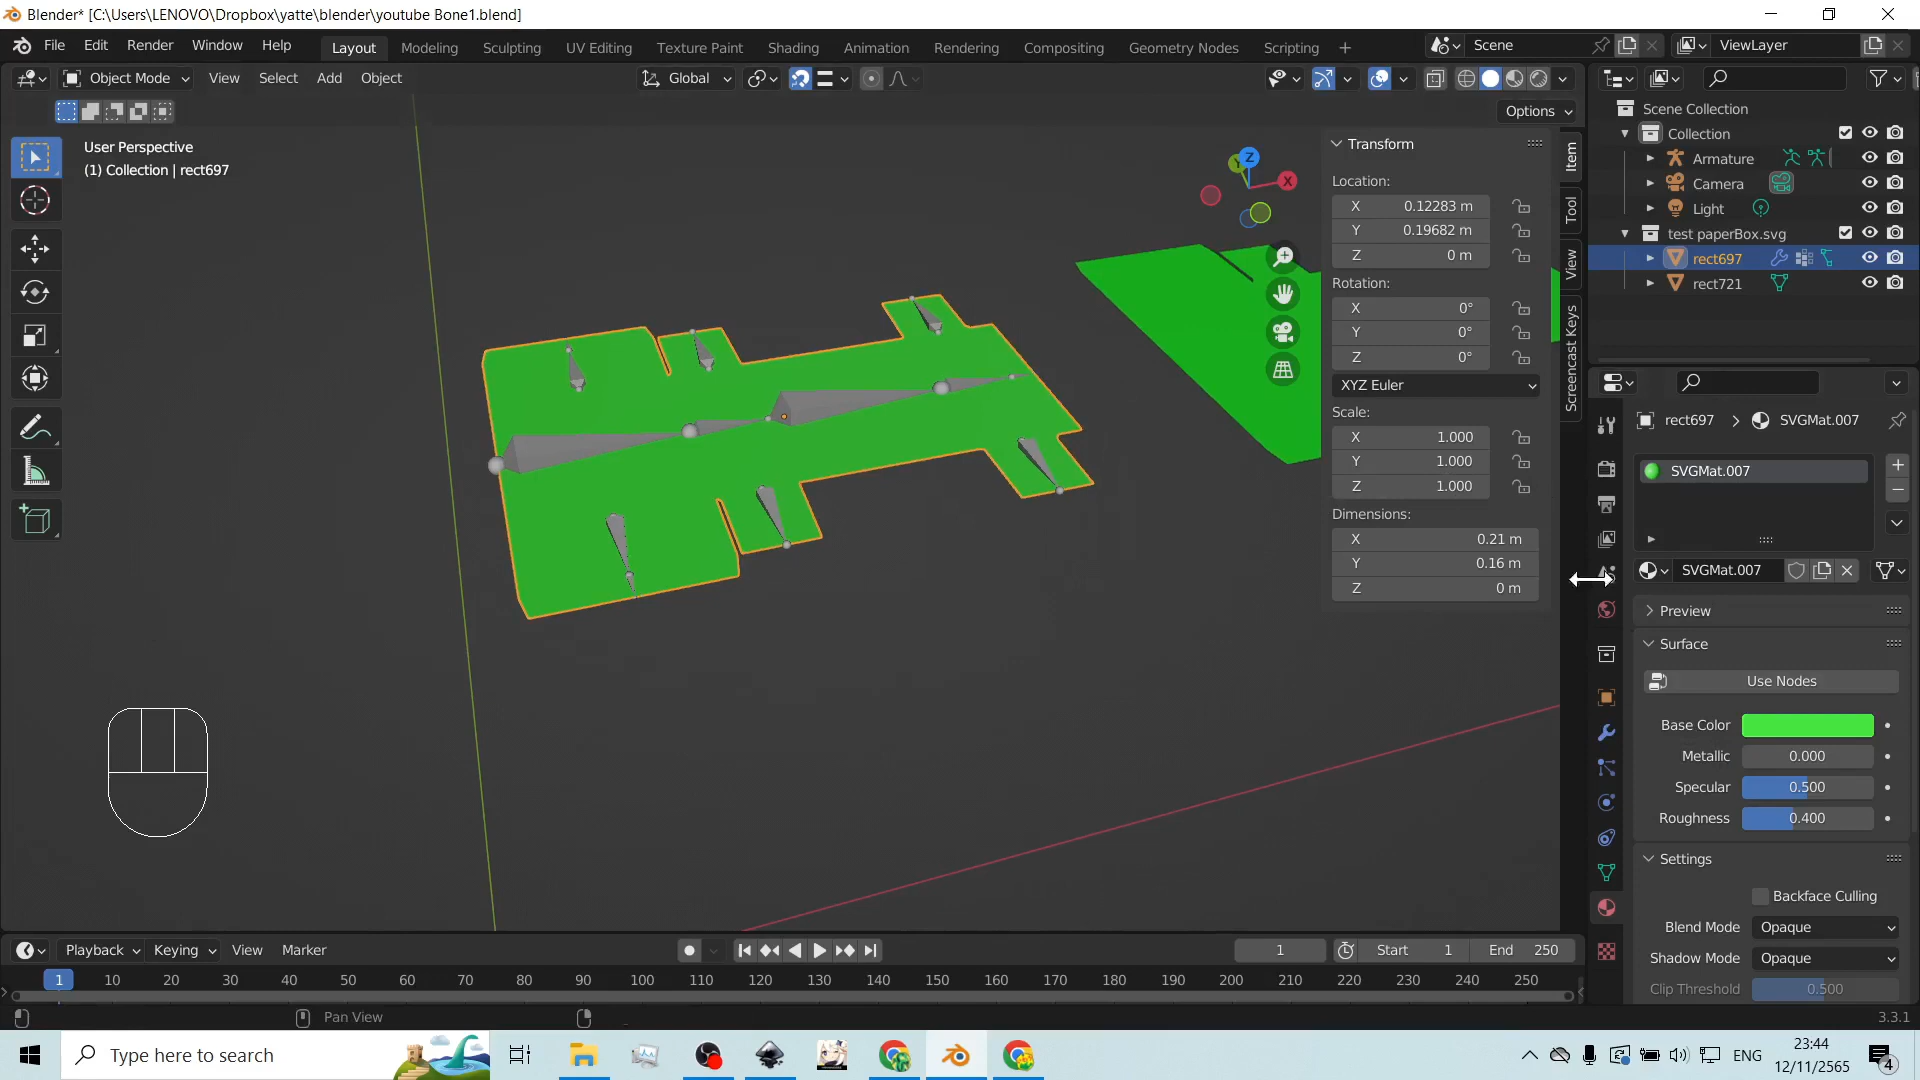 Blender* [C:\Users\LENOVO\Dropbox\yatte\blender\youtube Bone1.blend]
File Edit Render Window Help Layout Modeling Sculpting UV Editing Texture Paint Shading Animation Rendering Compositing Geometry Nodes Scripting + Scene ViewLayer
Object Mode View Select Add Object Global
Options
User Perspective
(1) Collection | rect697
Transform
Location:
X 0.12283 m
Y 0.19682 m
Z 0 m
Rotation:
X 0°
Y 0°
Z 0°
XYZ Euler
Scale:
X 1.000
Y 1.000
Z 1.000
Dimensions:
X 0.21 m
Y 0.16 m
Z 0 m
Item
Tool
View
Screencast Keys
Z
Y
X
Scene Collection
Collection
Armature
Camera
Light
test paperBox.svg
rect697
rect721
rect697 > SVGMat.007
SVGMat.007
SVGMat.007
Preview
Surface
Use Nodes
Base Color
Metallic 0.000
Specular 0.500
Roughness 0.400
Settings
Backface Culling
Blend Mode Opaque
Shadow Mode Opaque
Clip Threshold 0.500
Playback Keying View Marker 1 Start 1 End 250
1 10 20 30 40 50 60 70 80 90 100 110 120 130 140 150 160 170 180 190 200 210 220 230 240 250
Pan View 3.3.1
Type here to search
ENG
23:44
12/11/2565
4